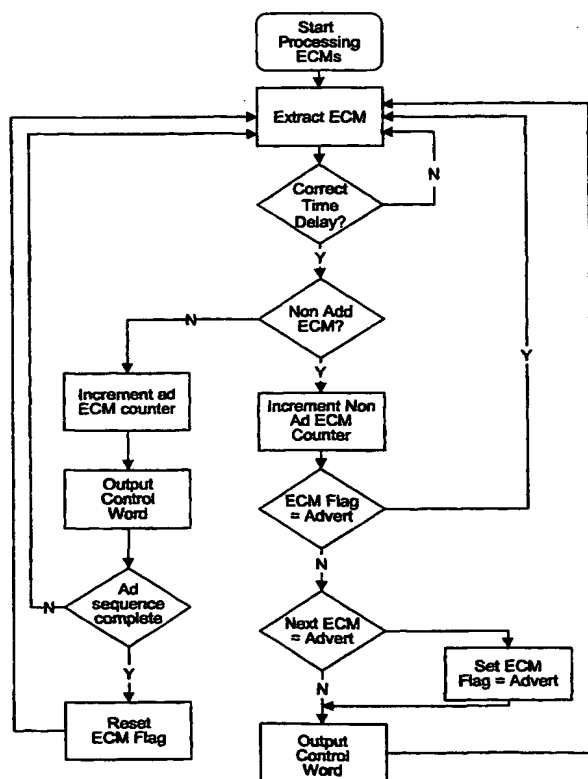 Start
Processing
ECMs
Extract ECM
N
Correct
Time
Delay?
Y
Non Add
ECM?
N
Y
Y
Increment ad
ECM counter
Increment Non
Ad ECM
Counter
Output
Control
Word
ECM Flag
= Advert
N
Ad
sequence
complete
N
Next ECM
= Advert
Y
N
Set ECM
Flag = Advert
Reset
ECM Flag
Output
Control
Word